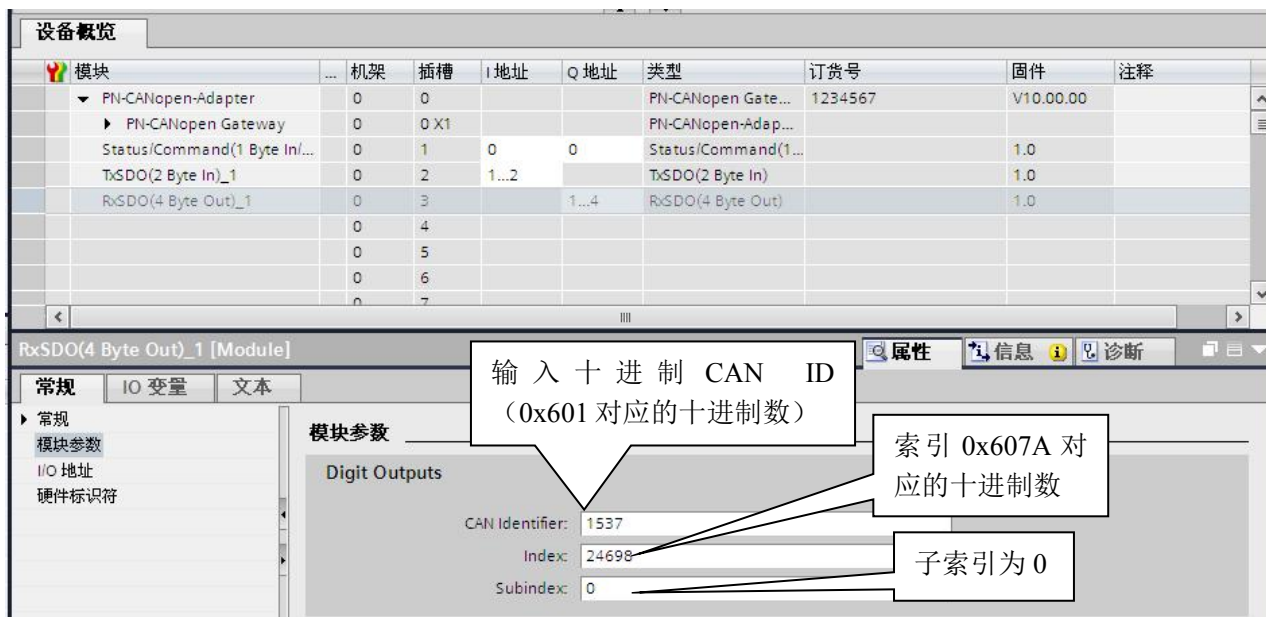 设备概览
模块 ... 机架 插槽 I 地址 Q 地址 类型 订货号 固件 注释
PN-CANopen-Adapter 0 0 PN-CANopen Gate... 1234567 V10.00.00
PN-CANopen Gateway 0 0 X1 PN-CANopen-Adap...
Status/Command(1 Byte In/... 0 1 0 0 Status/Command(1... 1.0
TxSDO(2 Byte In)_1 0 2 1...2 TxSDO(2 Byte In) 1.0
RxSDO(4 Byte Out)_1 0 3 1...4 RxSDO(4 Byte Out) 1.0
0 4
0 5
0 6
0 7
RxSDO(4 Byte Out)_1 [Module] 属性 信息 诊断
常规 IO 变量 文本
常规
模块参数
I/O 地址
硬件标识符
输入十进制 CAN ID
（0x601 对应的十进制数）
模块参数
索引 0x607A 对
应的十进制数
Digit Outputs
CAN Identifier: 1537
Index: 24698
Subindex: 0
子索引为 0